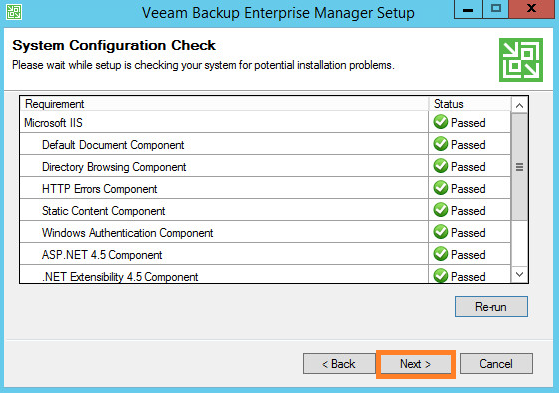 Veeam Backup Enterprise Manager Setup
System Configuration Check
Please wait while setup is checking your system for potential installation problems.
Requirement Status
Microsoft IIS Passed
Default Document Component Passed
Directory Browsing Component Passed
HTTP Errors Component Passed
Static Content Component Passed
Windows Authentication Component Passed
ASP.NET 4.5 Component Passed
.NET Extensibility 4.5 Component Passed
Re-run
< Back Next > Cancel